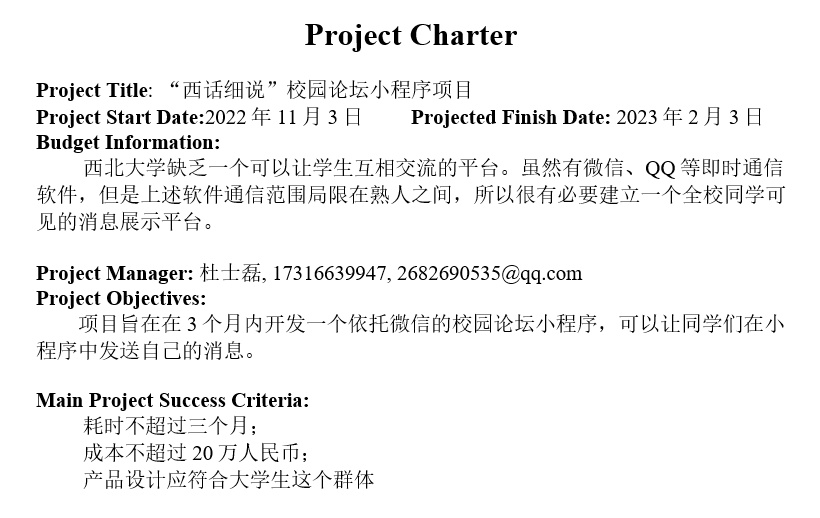 Project Charter
Project Title: “西话细说”校园论坛小程序项目
Project Start Date:2022 年 11 月 3 日 Projected Finish Date: 2023 年 2 月 3 日
Budget Information:
西北大学缺乏一个可以让学生互相交流的平台。虽然有微信、QQ 等即时通信
软件，但是上述软件通信范围局限在熟人之间，所以很有必要建立一个全校同学可
见的消息展示平台。
Project Manager: 杜士磊, 17316639947, 2682690535@qq.com
Project Objectives:
项目旨在在 3 个月内开发一个依托微信的校园论坛小程序，可以让同学们在小
程序中发送自己的消息。
Main Project Success Criteria:
耗时不超过三个月；
成本不超过 20 万人民币；
产品设计应符合大学生这个群体